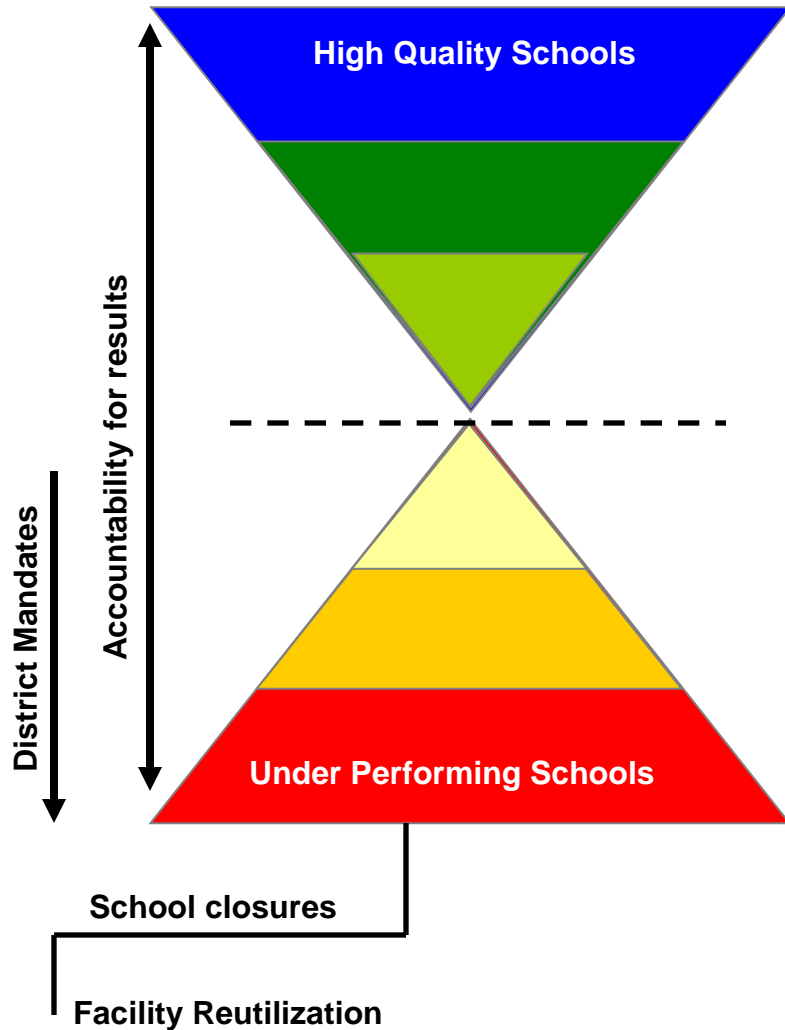 High Quality Schools
Accountability for results
District Mandates
Under Performing Schools
School closures
Facility Reutilization